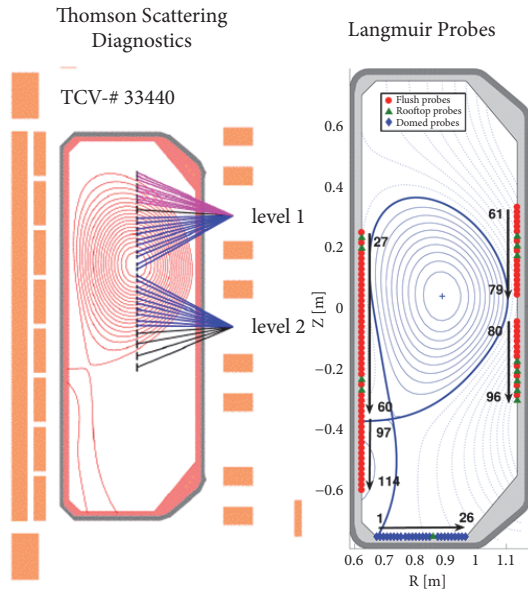 Thomson Scattering
Diagnostics
TCV-# 33440
level 1
level 2
Langmuir Probes
Flush probes
Rooftop probes
Domed probes
0.6
0.4
0.2
0
−0.2
−0.4
−0.6
Z [m]
27
61
79
80
60
96
97
114
1
26
0.6 0.7 0.8 0.9 1 1.1
R [m]